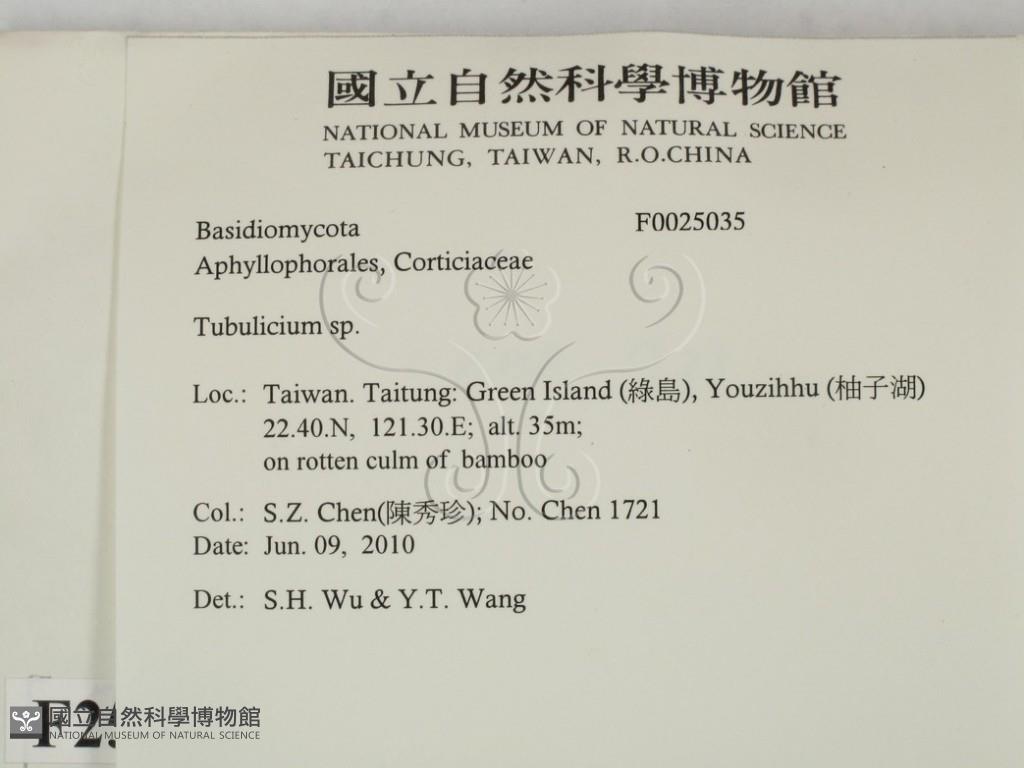 國立自然科學博物館
NATIONAL MUSEUM OF NATURAL SCIENCE
TAICHUNG, TAIWAN, R.O.CHINA
Basidiomycota F0025035
Aphyllophorales, Corticiaceae
Tubulicium sp.
Loc.: Taiwan. Taitung: Green Island (綠島), Youzihhu (柚子湖)
22.40.N, 121.30.E; alt. 35m;
on rotten culm of bamboo
Col.: S.Z. Chen(陳秀珍); No. Chen 1721
Date: Jun. 09, 2010
Det.: S.H. Wu & Y.T. Wang
國立自然科學博物館
NATIONAL MUSEUM OF NATURAL SCIENCE